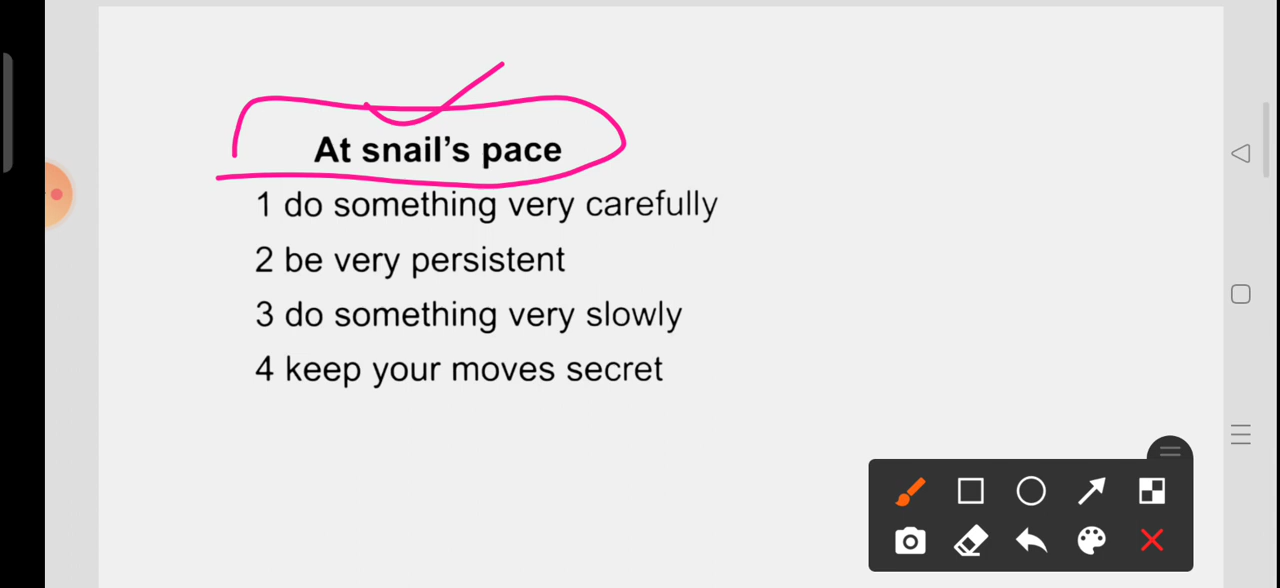 At snail’s pace
1 do something very carefully
2 be very persistent
3 do something very slowly
4 keep your moves secret